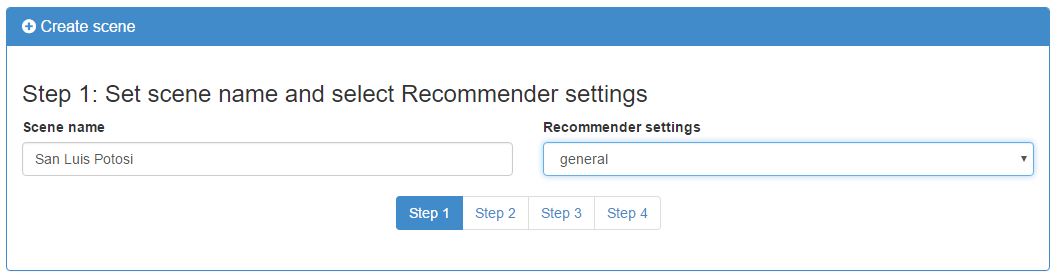 Create scene
Step 1: Set scene name and select Recommender settings
Scene name
Recommender settings
San Luis Potosi
general
Step 1
Step 2
Step 3
Step 4